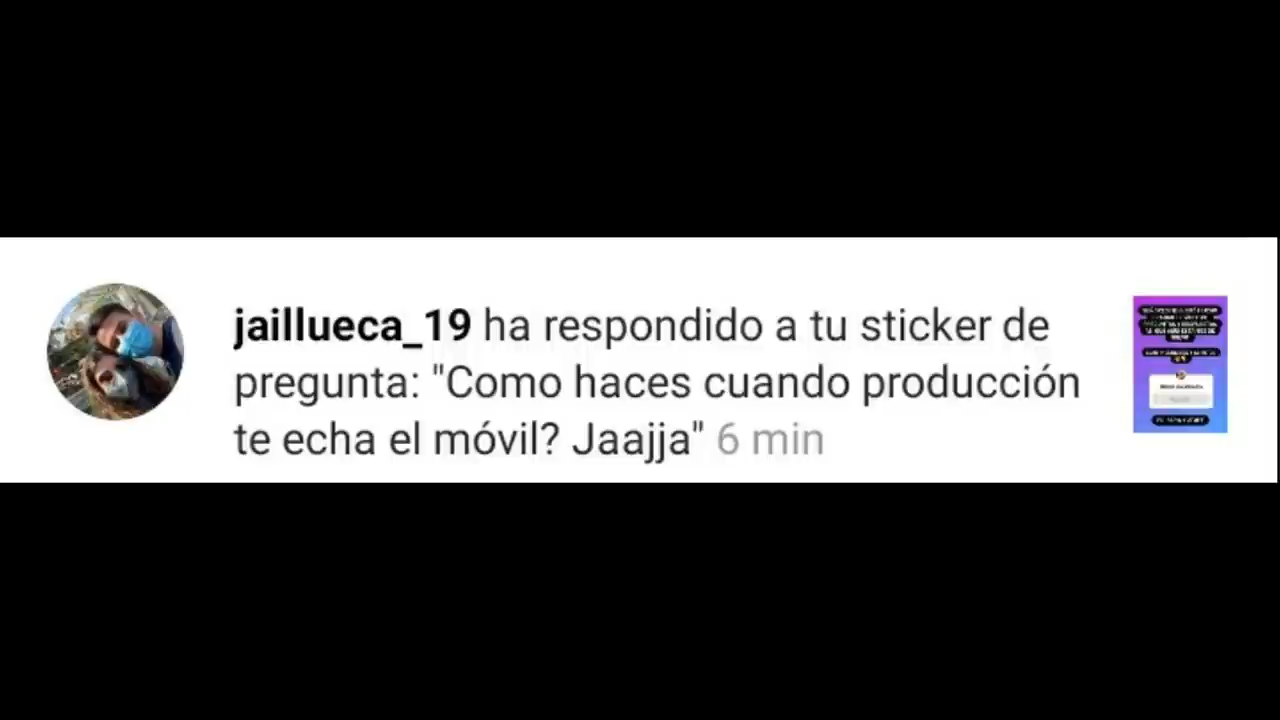 jaillueca_19 ha respondido a tu sticker de
pregunta: "Como haces cuando producción
te echa el móvil? Jaajja" 6 min